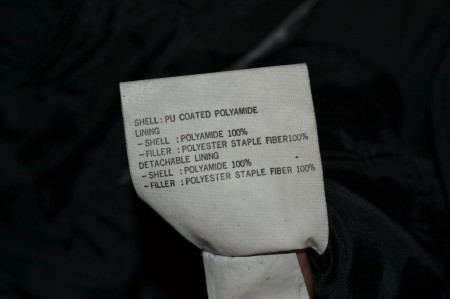 SHELL : PU COATED POLYAMIDE
LINING
-SHELL : POLYAMIDE 100%
-FILLER : POLYESTER STAPLE FIBER100%
DETACHABLE LINING
-SHELL : POLYAMIDE 100%
-FILLER : POLYESTER STAPLE FIBER 100%